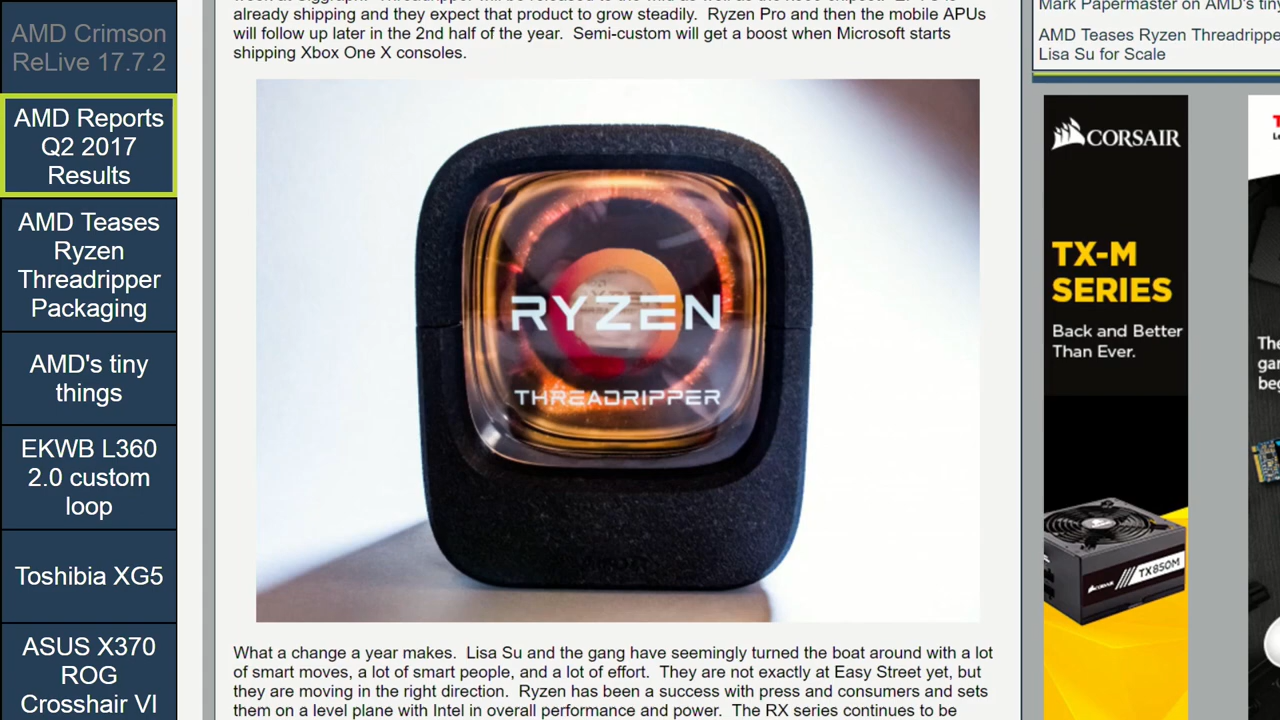 AMD Crimson
ReLive 17.7.2
AMD Reports
Q2 2017
Results
AMD Teases
Ryzen
Threadripper
Packaging
AMD's tiny
things
EKWB L360
2.0 custom
loop
Toshibia XG5
ASUS X370
ROG
Crosshair VI
already shipping and they expect that product to grow steadily.  Ryzen Pro and then the mobile APUs
will follow up later in the 2nd half of the year.  Semi-custom will get a boost when Microsoft starts
shipping Xbox One X consoles.
RYZEN
THREADRIPPER
What a change a year makes.  Lisa Su and the gang have seemingly turned the boat around with a lot
of smart moves, a lot of smart people, and a lot of effort.  They are not exactly at Easy Street yet, but
they are moving in the right direction.  Ryzen has been a success with press and consumers and sets
them on a level plane with Intel in overall performance and power.  The RX series continues to be
Mark Papermaster on AMD's tiny
AMD Teases Ryzen Threadrippe
Lisa Su for Scale
CORSAIR
TX-M
SERIES
Back and Better
Than Ever.
CORSAIR
TX850M
The
gar
beg